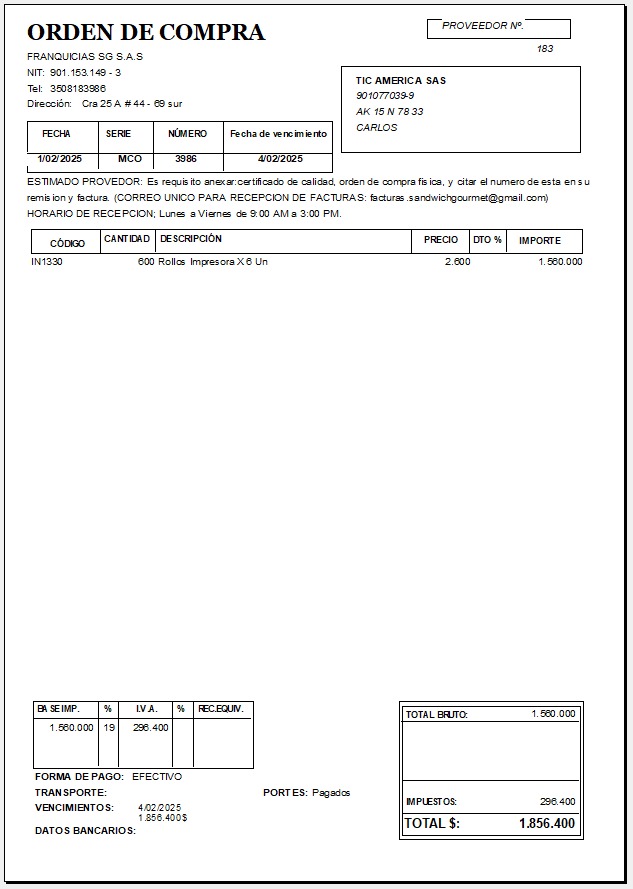 ORDEN DE COMPRA
PROVEEDOR Nº.
183
FRANQUICIAS SG S.A.S
NIT: 901.153.149 - 3
Tel: 3508183986
Dirección: Cra 25 A # 44 - 69 sur
TIC AMERICA SAS
901077039-9
AK 15 N 78 33
CARLOS
FECHA SERIE NÚMERO Fecha de vencimiento
1/02/2025 MCO 3986 4/02/2025
ESTIMADO PROVEDOR: Es requisito anexar:certificado de calidad, orden de compra física, y citar el numero de esta en su
remision y factura. (CORREO UNICO PARA RECEPCION DE FACTURAS: facturas.sandwichgourmet@gmail.com)
HORARIO DE RECEPCION; Lunes a Viernes de 9:00 AM a 3:00 PM.
CÓDIGO CANTIDAD DESCRIPCIÓN PRECIO DTO % IMPORTE
IN1330 600 Rollos Impresora X 6 Un 2.600 1.560.000
BASE IMP. % I.V.A. % REC.EQUIV.
1.560.000 19 296.400
TOTAL BRUTO: 1.560.000
FORMA DE PAGO: EFECTIVO
TRANSPORTE: PORTES: Pagados
VENCIMIENTOS: 4/02/2025
1.856.400$
DATOS BANCARIOS:
IMPUESTOS: 296.400
TOTAL $: 1.856.400